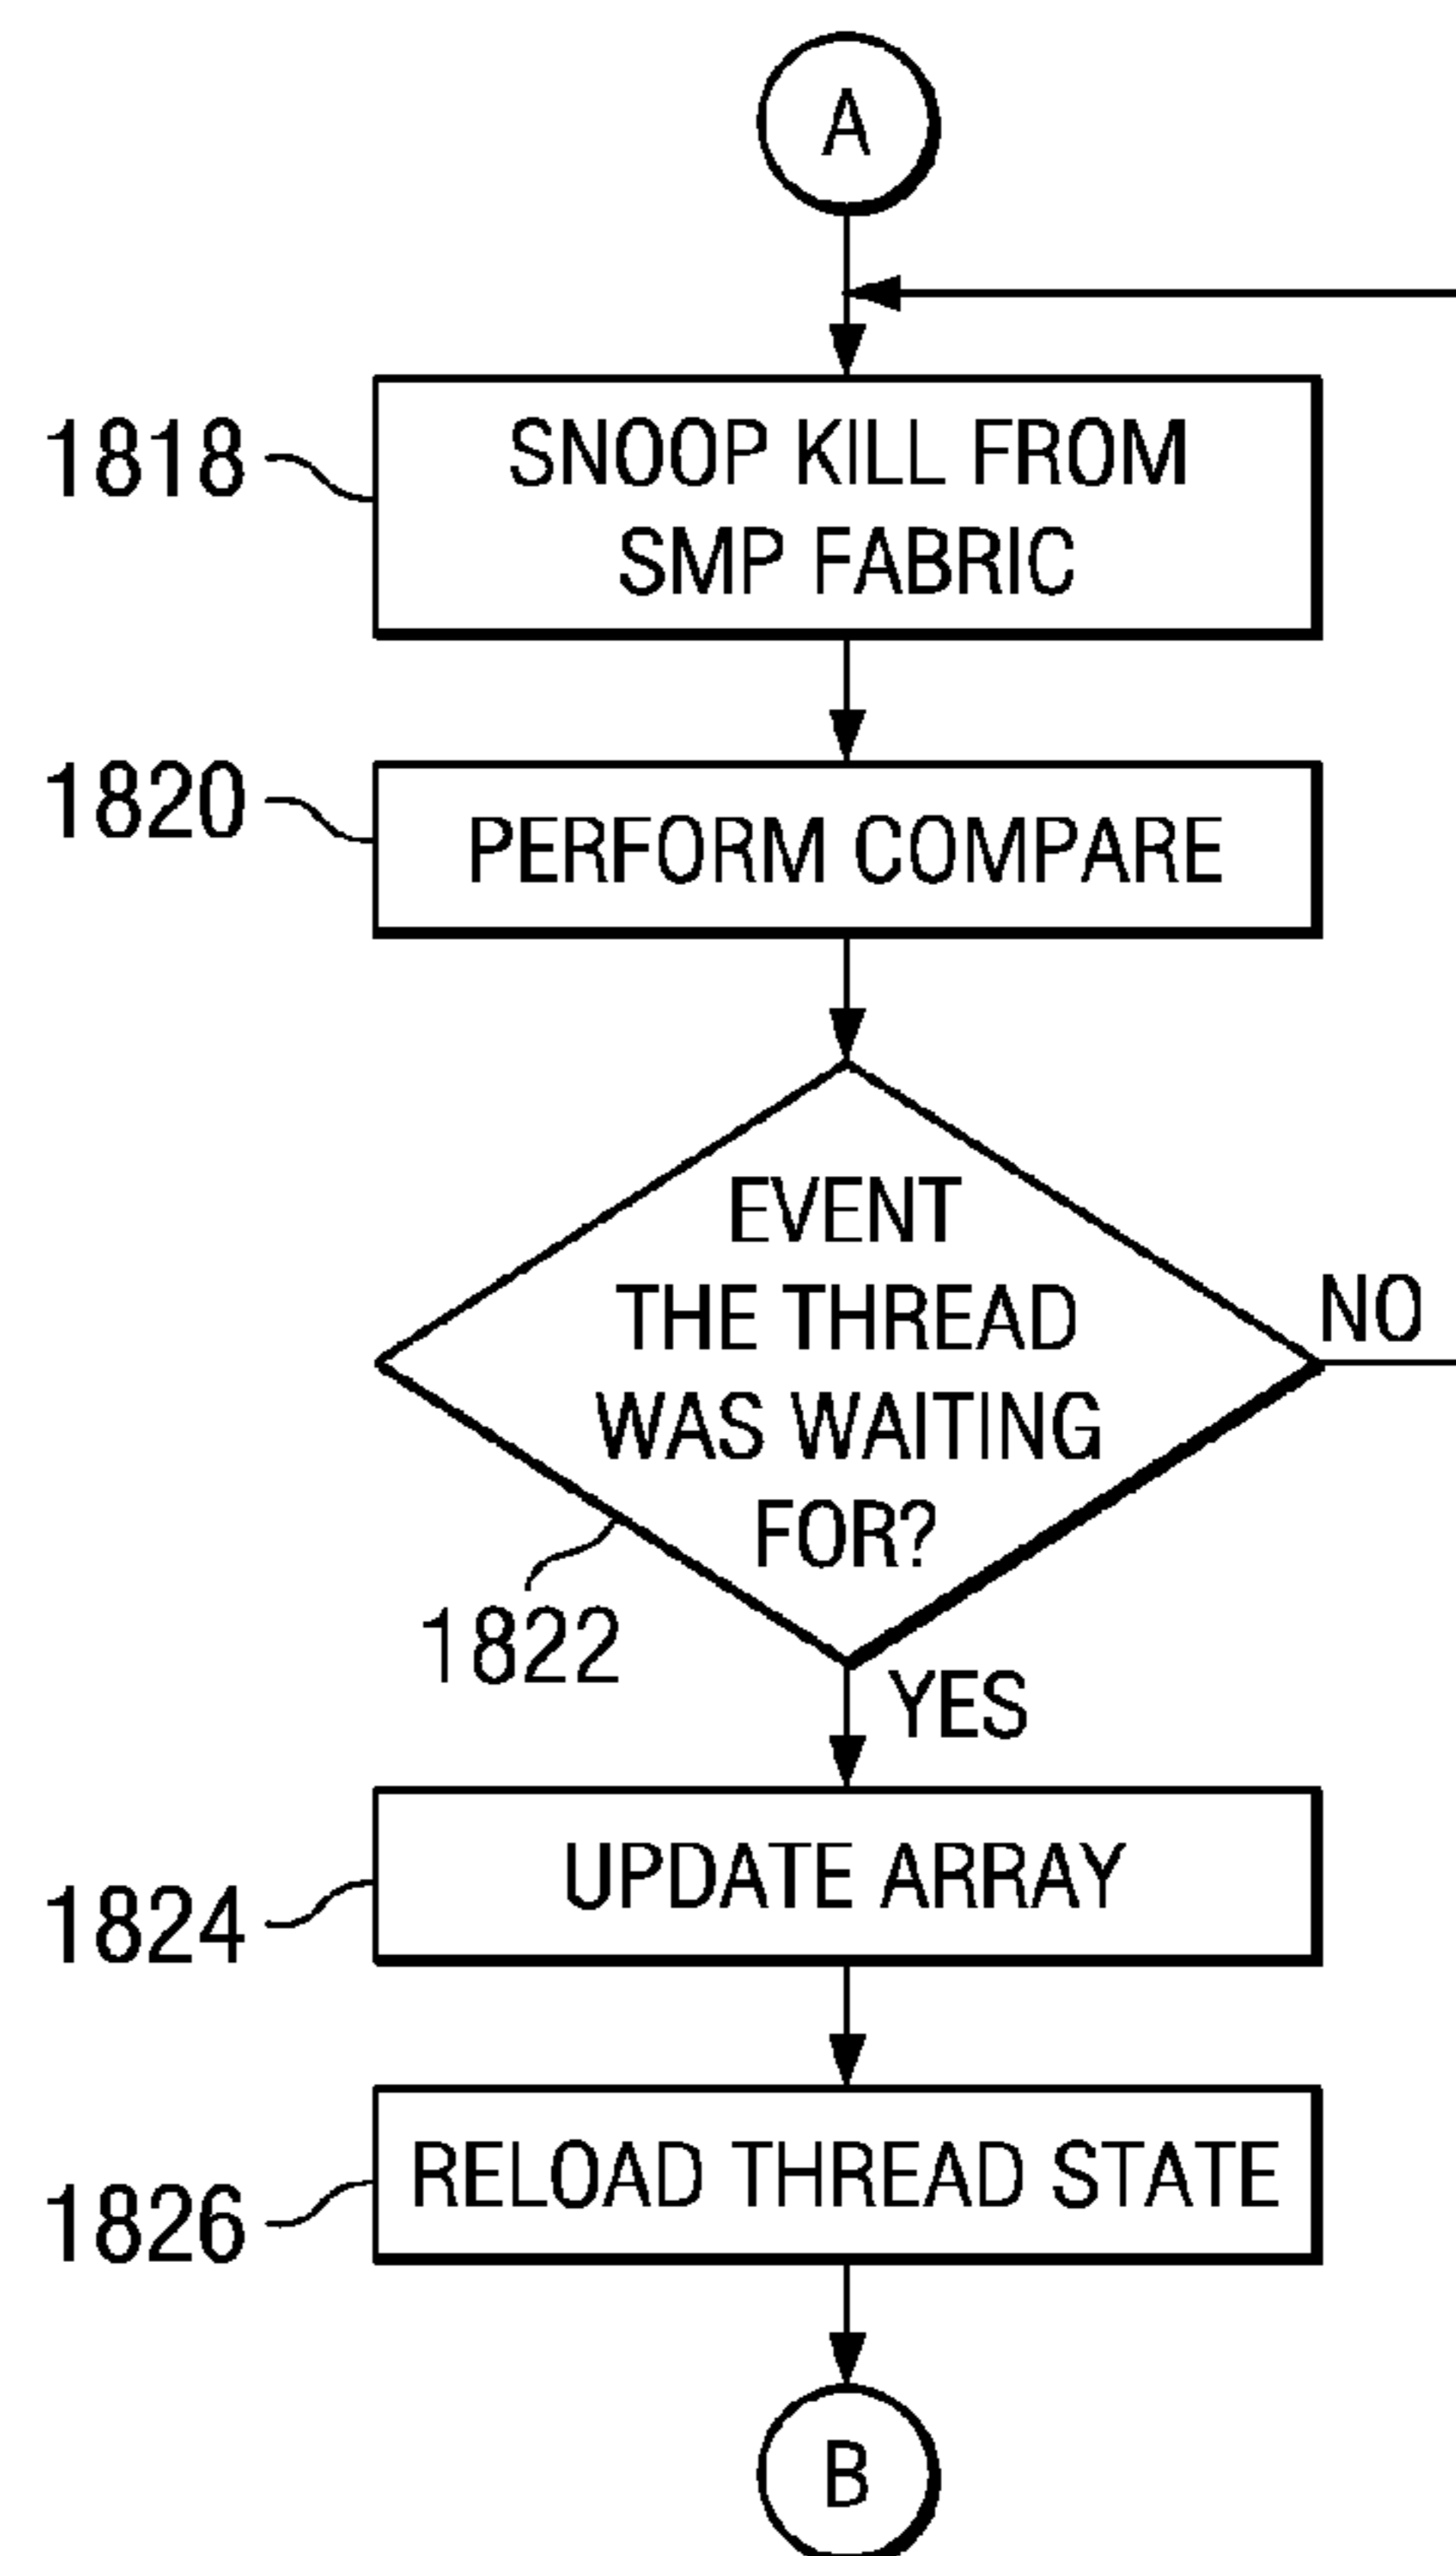 A
1818
SNOOP KILL FROM
SMP FABRIC
1820
PERFORM COMPARE
EVENT
THE THREAD
WAS WAITING
FOR?
NO
1822
YES
1824
UPDATE ARRAY
1826
RELOAD THREAD STATE
B